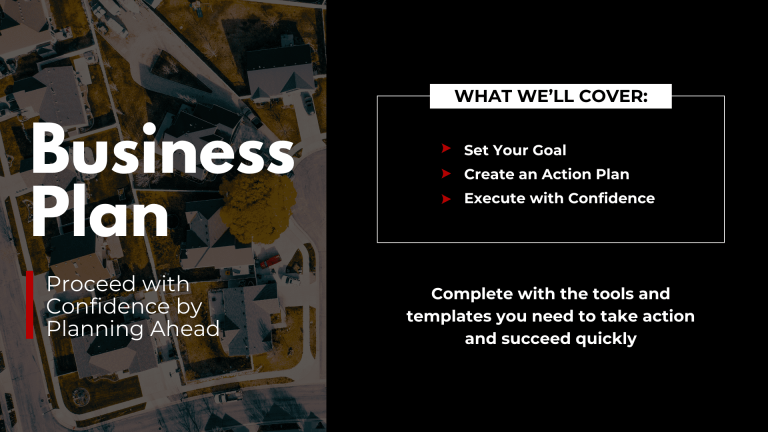 Business
Plan
Proceed with
Confidence by
Planning Ahead
WHAT WE'LL COVER:
Set Your Goal
Create an Action Plan
Execute with Confidence
Complete with the tools and
templates you need to take action
and succeed quickly